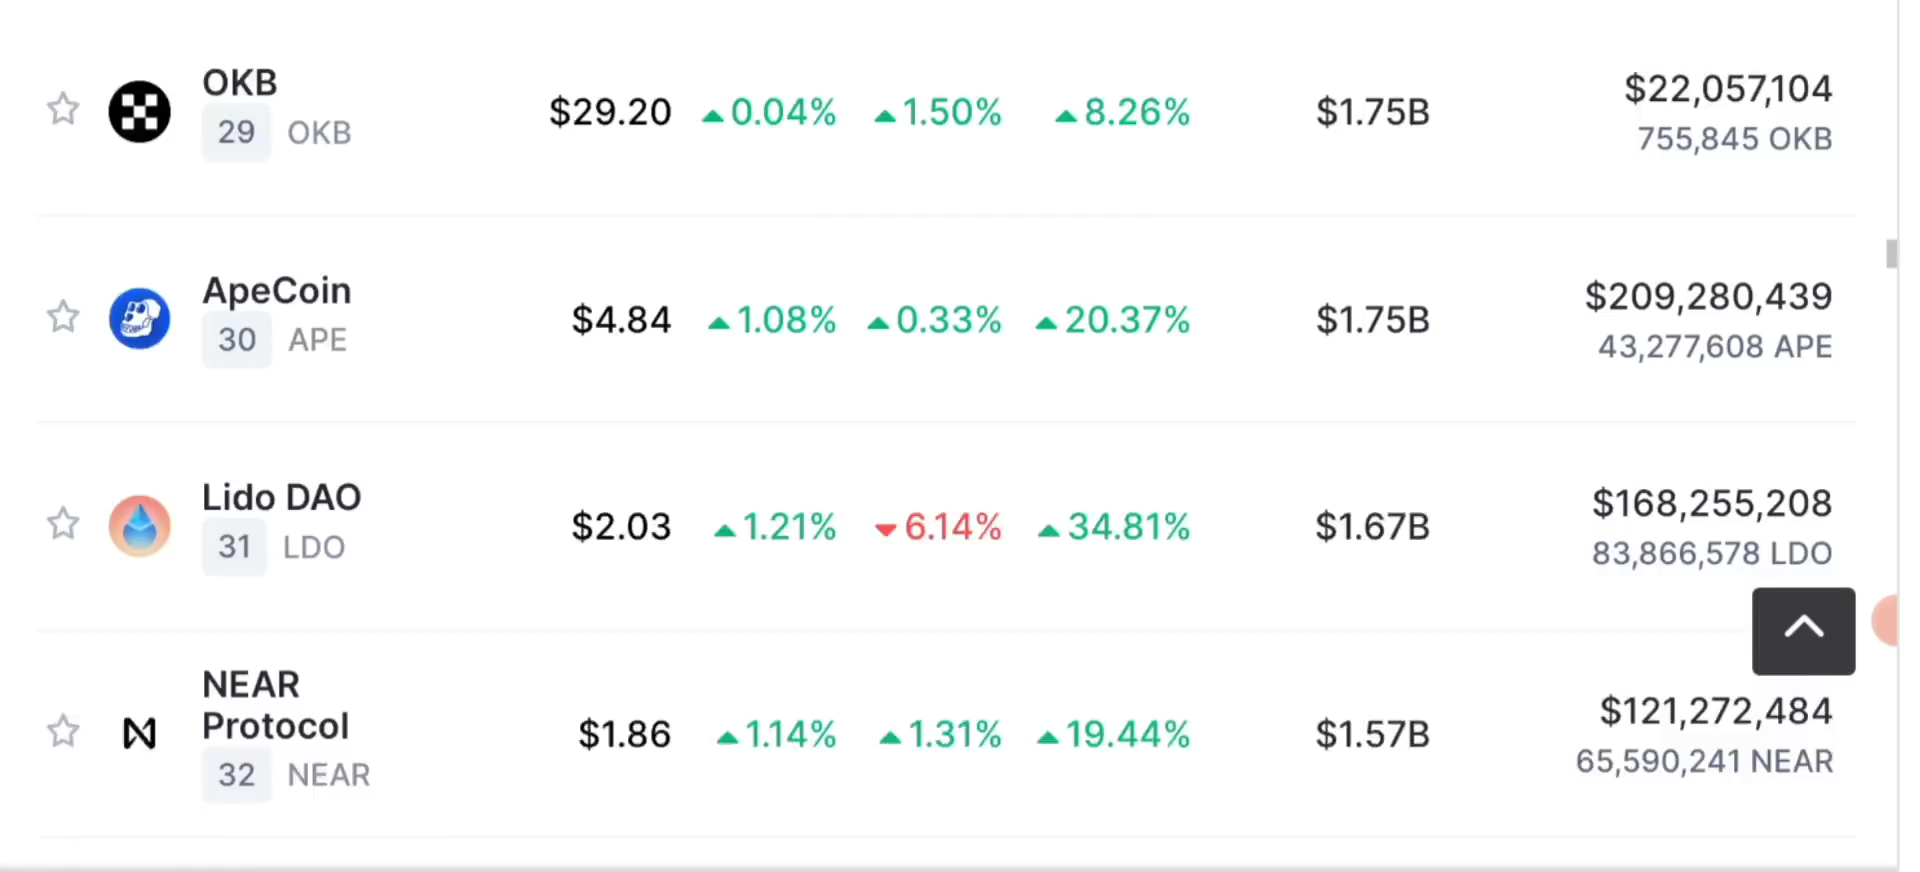 OKB
29 OKB
$29.20 0.04% 1.50% 8.26% $1.75B
$22,057,104
755,845 OKB
ApeCoin
30 APE
$4.84 1.08% 0.33% 20.37% $1.75B
$209,280,439
43,277,608 APE
Lido DAO
31 LDO
$2.03 1.21% 6.14% 34.81% $1.67B
$168,255,208
83,866,578 LDO
NEAR
Protocol
32 NEAR
$1.86 1.14% 1.31% 19.44% $1.57B
$121,272,484
65,590,241 NEAR